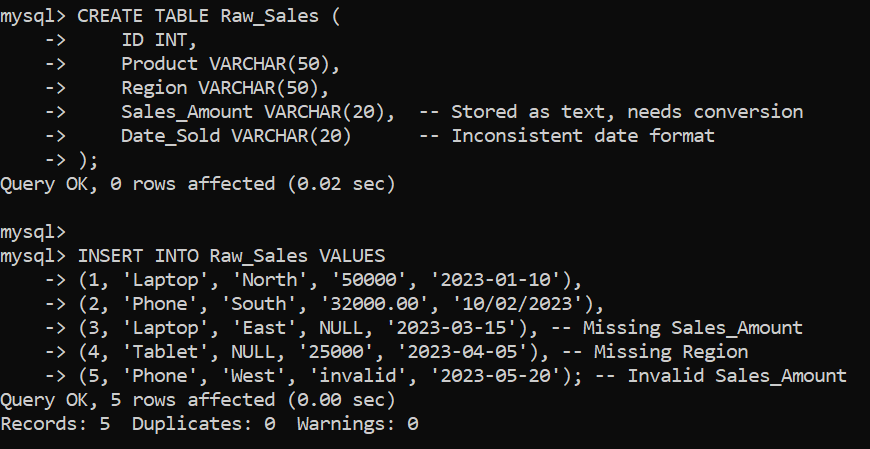 mysql> CREATE TABLE Raw_Sales (
    ->     ID INT,
    ->     Product VARCHAR(50),
    ->     Region VARCHAR(50),
    ->     Sales_Amount VARCHAR(20),  -- Stored as text, needs conversion
    ->     Date_Sold VARCHAR(20)      -- Inconsistent date format
    -> );
Query OK, 0 rows affected (0.02 sec)

mysql>
mysql> INSERT INTO Raw_Sales VALUES
    -> (1, 'Laptop', 'North', '50000', '2023-01-10'),
    -> (2, 'Phone', 'South', '32000.00', '10/02/2023'),
    -> (3, 'Laptop', 'East', NULL, '2023-03-15'), -- Missing Sales_Amount
    -> (4, 'Tablet', NULL, '25000', '2023-04-05'), -- Missing Region
    -> (5, 'Phone', 'West', 'invalid', '2023-05-20'); -- Invalid Sales_Amount
Query OK, 5 rows affected (0.00 sec)
Records: 5  Duplicates: 0  Warnings: 0